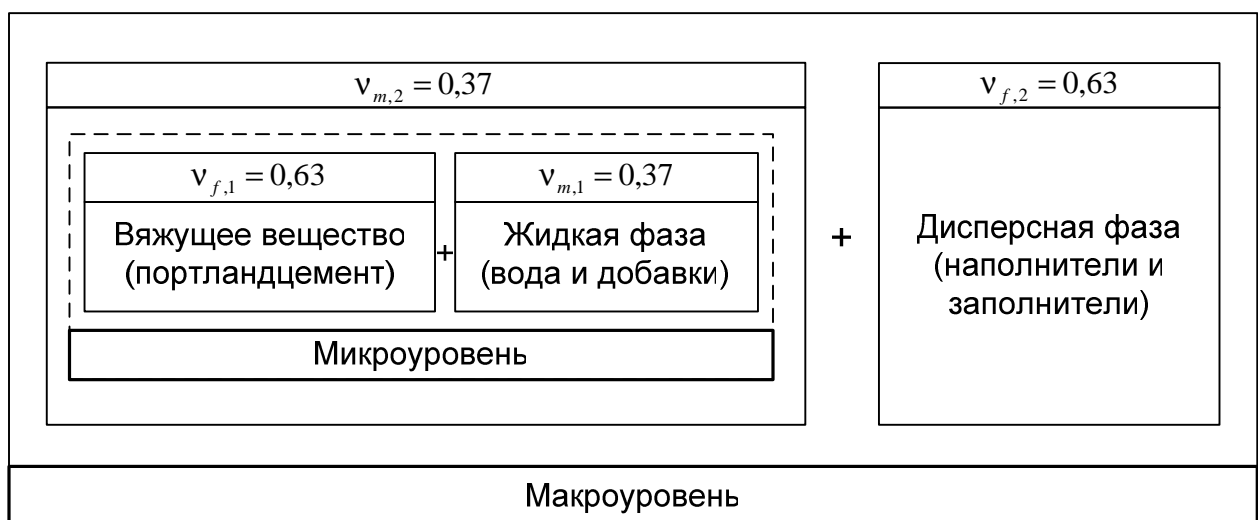 ν_{m,2} = 0,37
ν_{f,2} = 0,63
ν_{f,1} = 0,63
ν_{m,1} = 0,37
Вяжущее вещество
(портландцемент)
+
Жидкая фаза
(вода и добавки)
Микроуровень
+
Дисперсная фаза
(наполнители и
заполнители)
Макроуровень